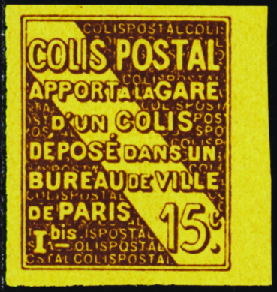 COLIS POSTAL
APPORT A LA GARE
D'UN COLIS
DEPOSÉ DANS UN
BUREAU DE VILLE
DE PARIS
I bis 15c